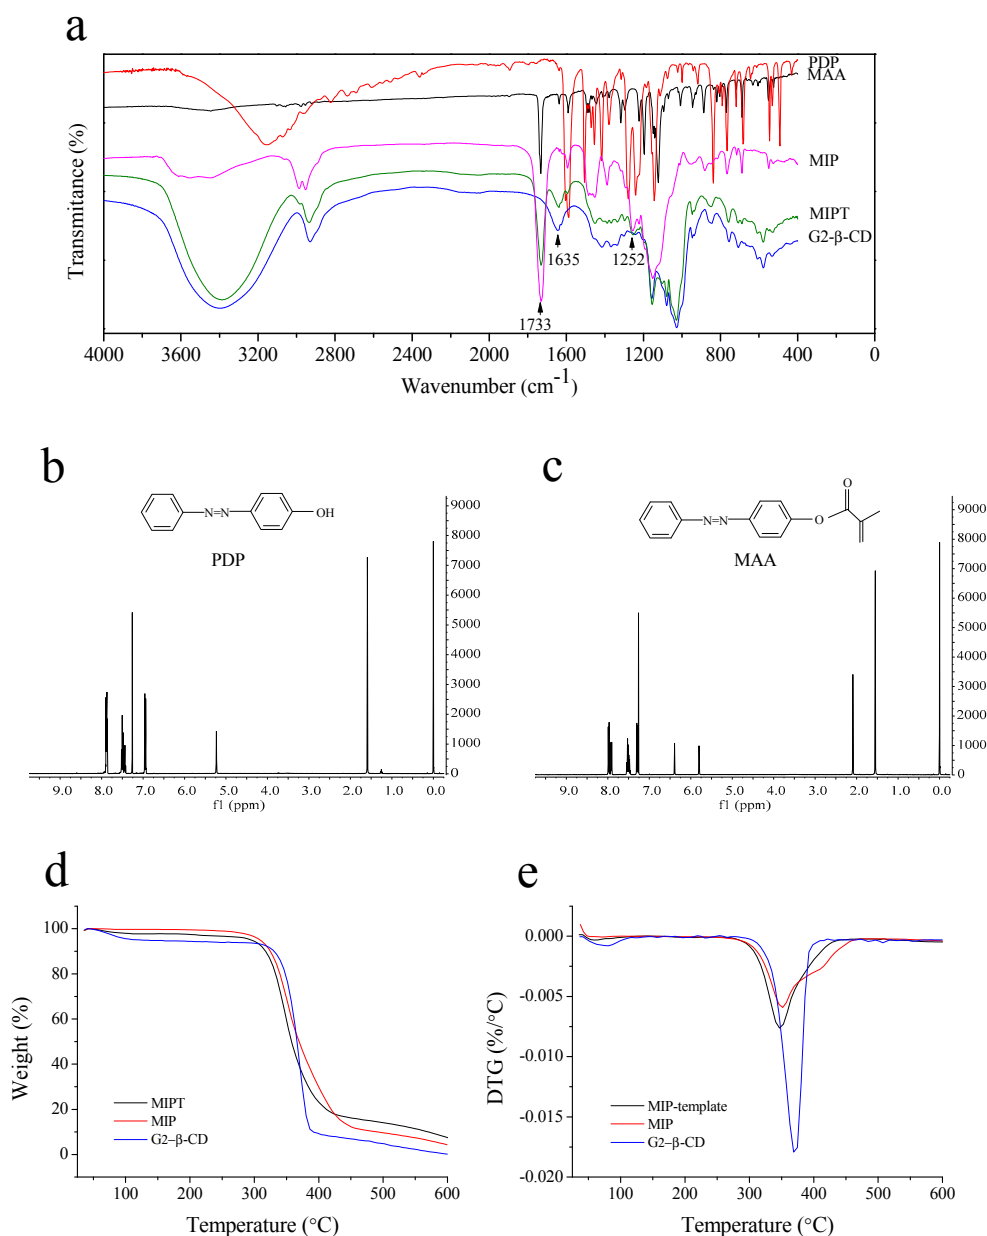 a
PDP
MAA
MIP
MIPT
G2-β-CD
1635
1252
1733
Transmitance (%)
4000 3600 3200 2800 2400 2000 1600 1200 800 400 0
Wavenumber (cm-1)
b
N=N
OH
PDP
9000
8000
7000
6000
5000
4000
3000
2000
1000
0
9.0 8.0 7.0 6.0 5.0 4.0 3.0 2.0 1.0 0.0
f1 (ppm)
c
O
N=N
O
MAA
9000
8000
7000
6000
5000
4000
3000
2000
1000
0
9.0 8.0 7.0 6.0 5.0 4.0 3.0 2.0 1.0 0.0
f1 (ppm)
d
100
80
60
40
20
0
Weight (%)
MIPT
MIP
G2-β-CD
100 200 300 400 500 600
Temperature (°C)
e
0.000
-0.005
-0.010
-0.015
-0.020
DTG (%/°C)
MIP-template
MIP
G2-β-CD
100 200 300 400 500 600
Temperature (°C)